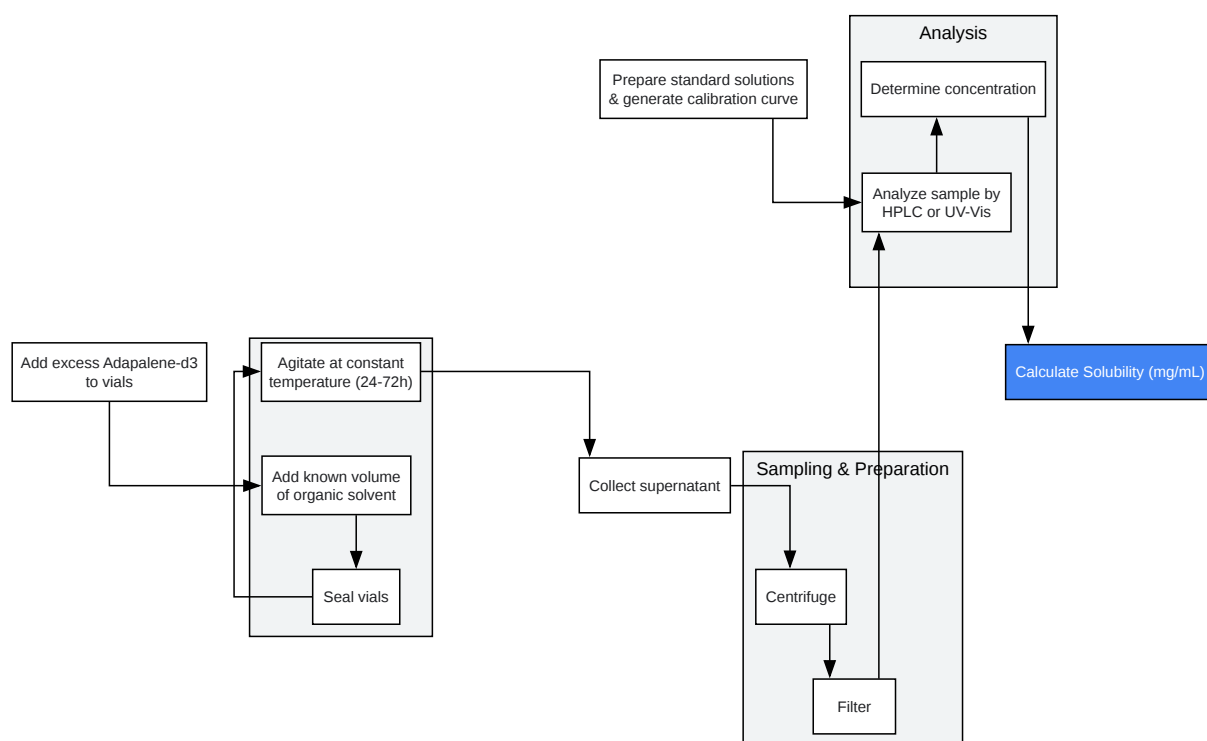 Analysis
Prepare standard solutions
& generate calibration curve
Determine concentration
Analyze sample by
HPLC or UV-Vis
Add excess Adapalene-d3
to vials
Agitate at constant
temperature (24-72h)
Calculate Solubility (mg/mL)
Add known volume
of organic solvent
Collect supernatant
Sampling & Preparation
Seal vials
Centrifuge
Filter